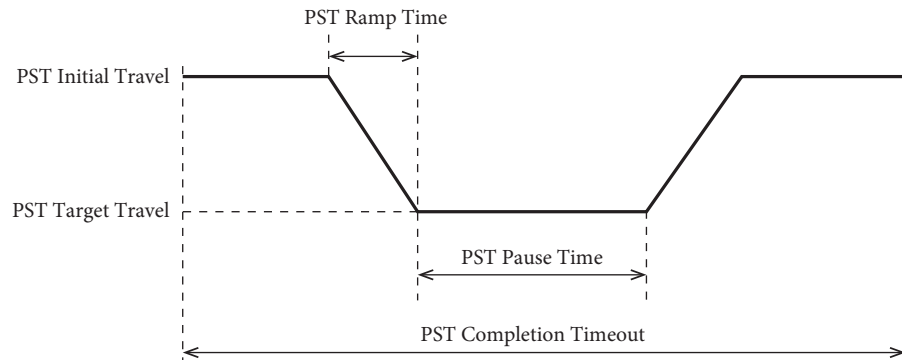 PST Ramp Time
PST Initial Travel
PST Target Travel
PST Pause Time
PST Completion Timeout